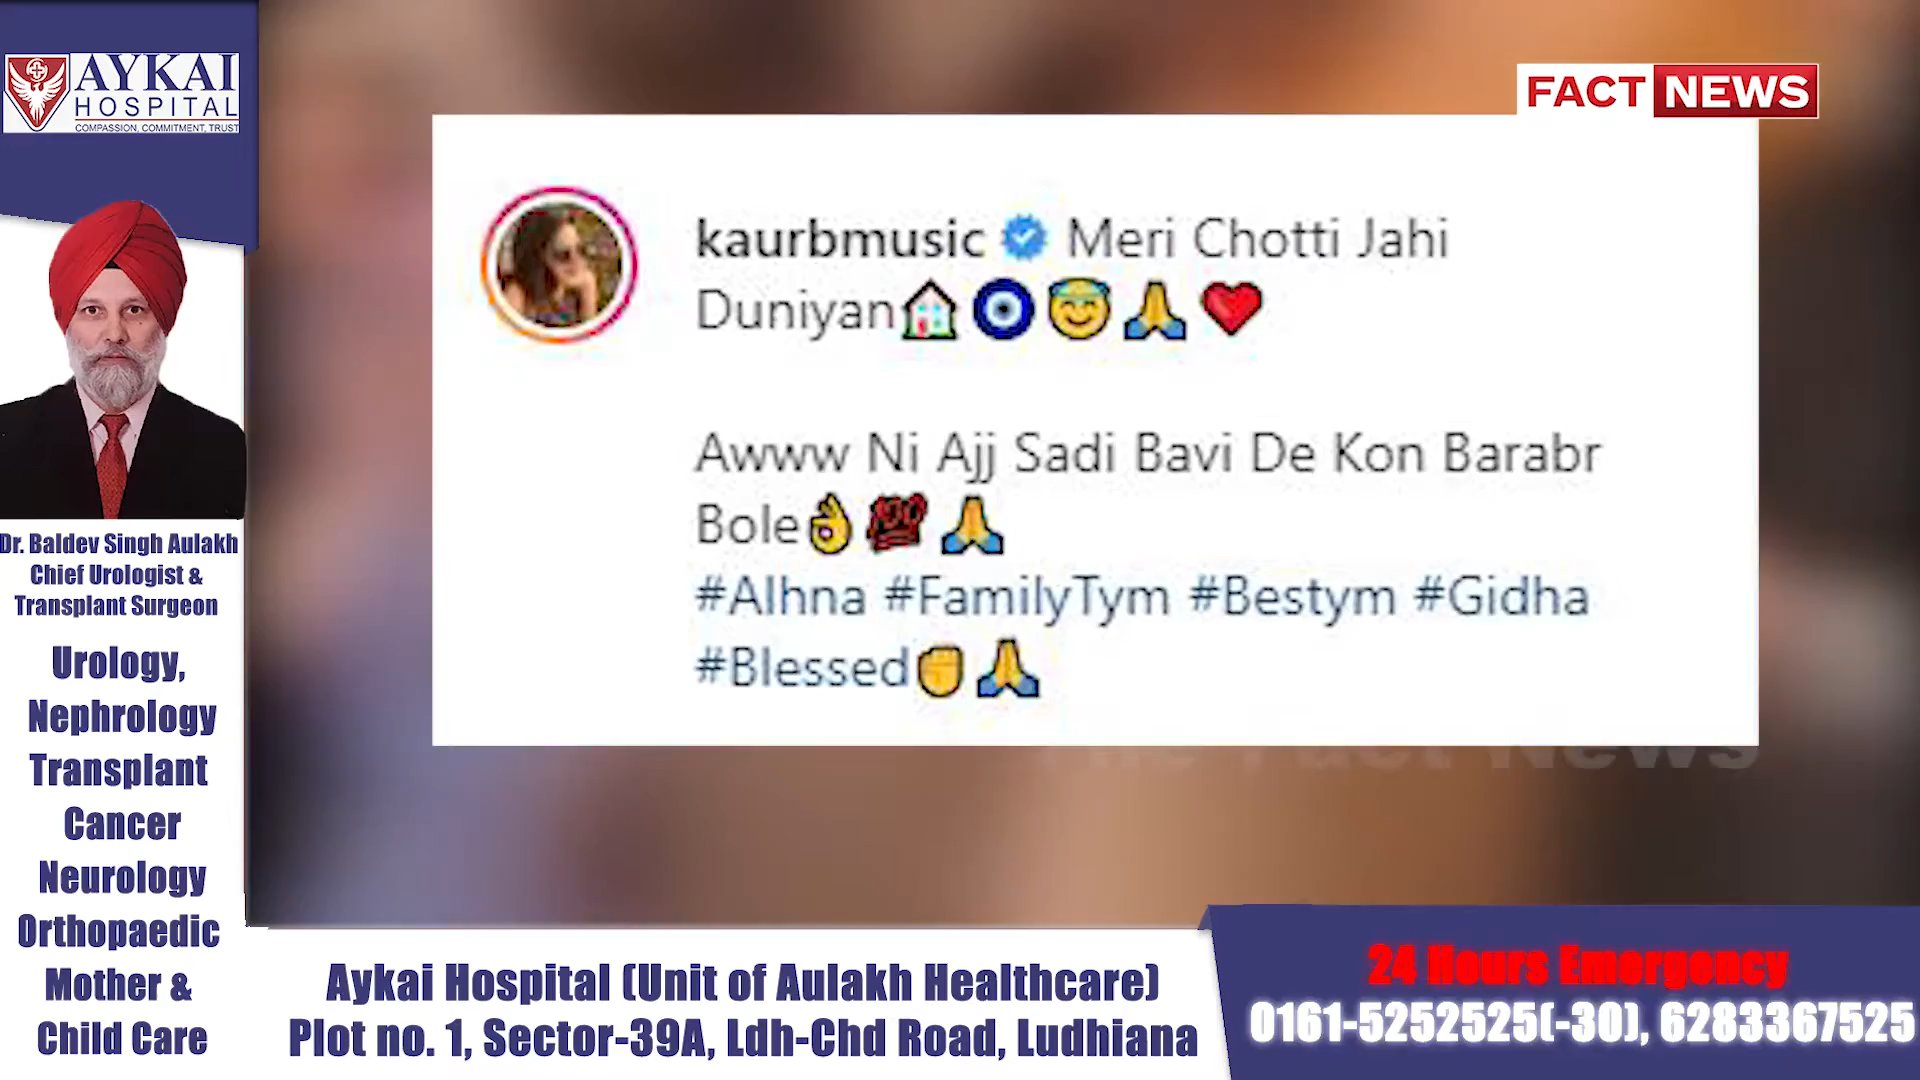 AYKAI
HOSPITAL
COMPASSION, COMMITMENT, TRUST
FACT NEWS
kaurbmusic Meri Chotti Jahi
Duniyan🏠🧿😇🙏❤️
Awww Ni Ajj Sadi Bavi De Kon Barabr
Bole👌💯🙏
#Alhna #FamilyTym #Bestym #Gidha
#Blessed✊🙏
The Fact News
Dr. Baldev Singh Aulakh
Chief Urologist &
Transplant Surgeon
Urology,
Nephrology
Transplant
Cancer
Neurology
Orthopaedic
Mother &
Child Care
Aykai Hospital (Unit of Aulakh Healthcare)
Plot no. 1, Sector-39A, Ldh-Chd Road, Ludhiana
24 Hours Emergency
0161-5252525(-30), 6283367525